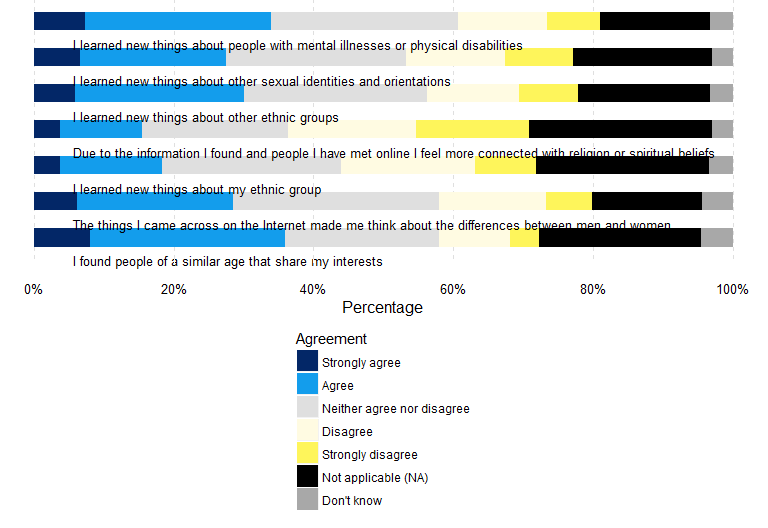 I learned new things about people with mental illnesses or physical disabilities
I learned new things about other sexual identities and orientations
I learned new things about other ethnic groups
Due to the information I found and people I have met online I feel more connected with religion or spiritual beliefs
I learned new things about my ethnic group
The things I came across on the Internet made me think about the differences between men and women
I found people of a similar age that share my interests
0% 20% 40% 60% 80% 100%
Percentage
Agreement
Strongly agree
Agree
Neither agree nor disagree
Disagree
Strongly disagree
Not applicable (NA)
Don't know